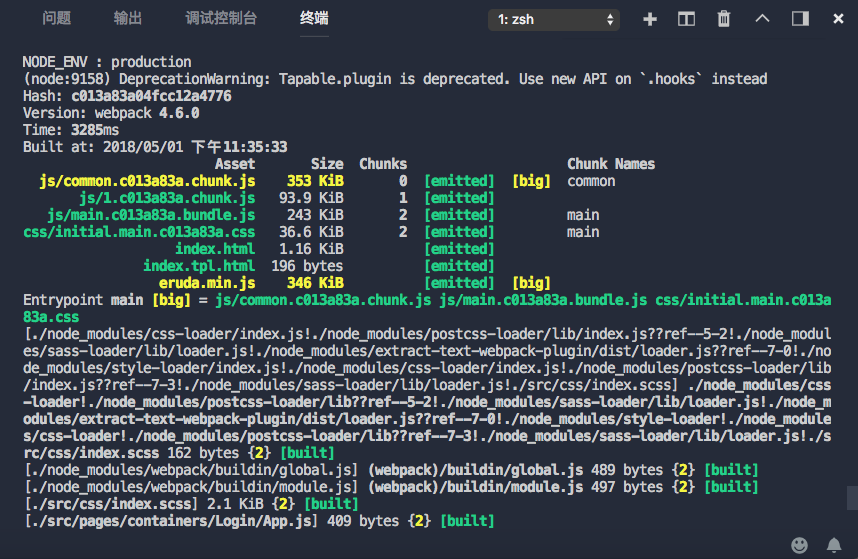 问题 输出 调试控制台 终端 1: zsh
NODE_ENV : production
(node:9158) DeprecationWarning: Tapable.plugin is deprecated. Use new API on `.hooks` instead
Hash: c013a83a04fcc12a4776
Version: webpack 4.6.0
Time: 3285ms
Built at: 2018/05/01 下午11:35:33
Asset Size Chunks Chunk Names
js/common.c013a83a.chunk.js 353 KiB 0 [emitted] [big] common
js/1.c013a83a.chunk.js 93.9 KiB 1 [emitted]
js/main.c013a83a.bundle.js 243 KiB 2 [emitted] main
css/initial.main.c013a83a.css 36.6 KiB 2 [emitted] main
index.html 1.16 KiB [emitted]
index.tpl.html 196 bytes [emitted]
eruda.min.js 346 KiB [emitted] [big]
Entrypoint main [big] = js/common.c013a83a.chunk.js js/main.c013a83a.bundle.js css/initial.main.c013a
83a.css
[./node_modules/css-loader/index.js!./node_modules/postcss-loader/lib/index.js??ref--5-2!./node_modul
es/sass-loader/lib/loader.js!./node_modules/extract-text-webpack-plugin/dist/loader.js??ref--7-0!./no
de_modules/style-loader/index.js!./node_modules/css-loader/index.js!./node_modules/postcss-loader/lib
/index.js??ref--7-3!./node_modules/sass-loader/lib/loader.js!./src/css/index.scss] ./node_modules/css
-loader!./node_modules/postcss-loader/lib??ref--5-2!./node_modules/sass-loader/lib/loader.js!./node_m
odules/extract-text-webpack-plugin/dist/loader.js??ref--7-0!./node_modules/style-loader!./node_module
s/css-loader!./node_modules/postcss-loader/lib??ref--7-3!./node_modules/sass-loader/lib/loader.js!./s
rc/css/index.scss 162 bytes {2} [built]
[./node_modules/webpack/buildin/global.js] (webpack)/buildin/global.js 489 bytes {2} [built]
[./node_modules/webpack/buildin/module.js] (webpack)/buildin/module.js 497 bytes {2} [built]
[./src/css/index.scss] 2.1 KiB {2} [built]
[./src/pages/containers/Login/App.js] 409 bytes {2} [built]